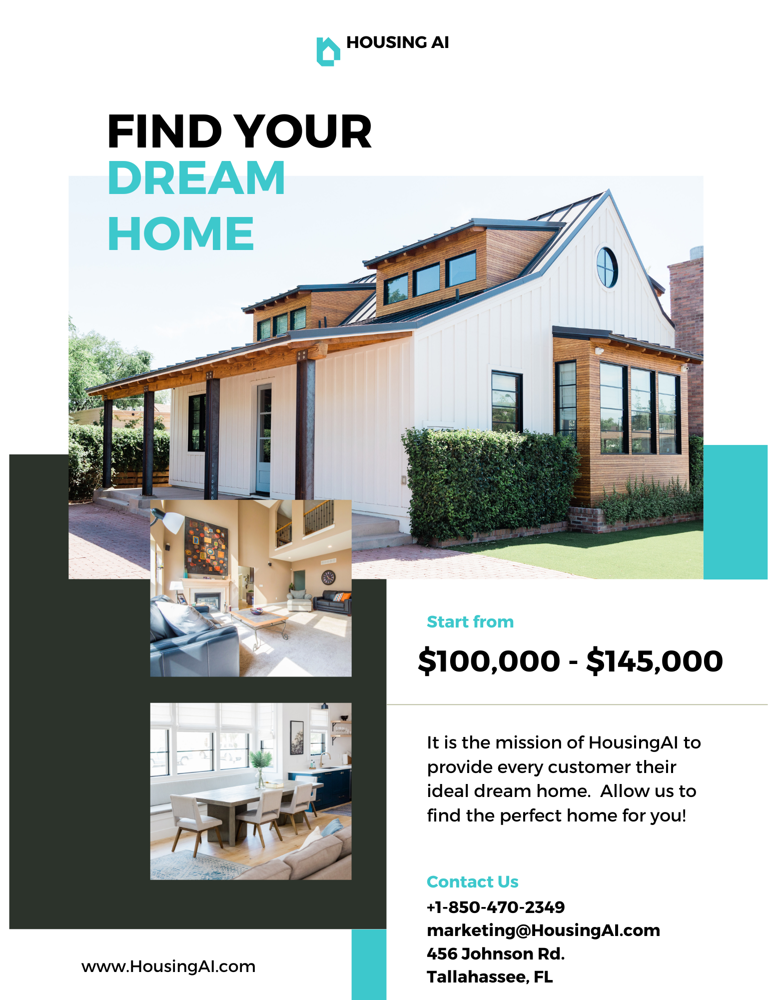 HOUSING AI
FIND YOUR
DREAM
HOME
Start from
$100,000 - $145,000
It is the mission of HousingAI to
provide every customer their
ideal dream home.  Allow us to
find the perfect home for you!
Contact Us
+1-850-470-2349
marketing@HousingAI.com
456 Johnson Rd.
Tallahassee, FL
www.HousingAI.com